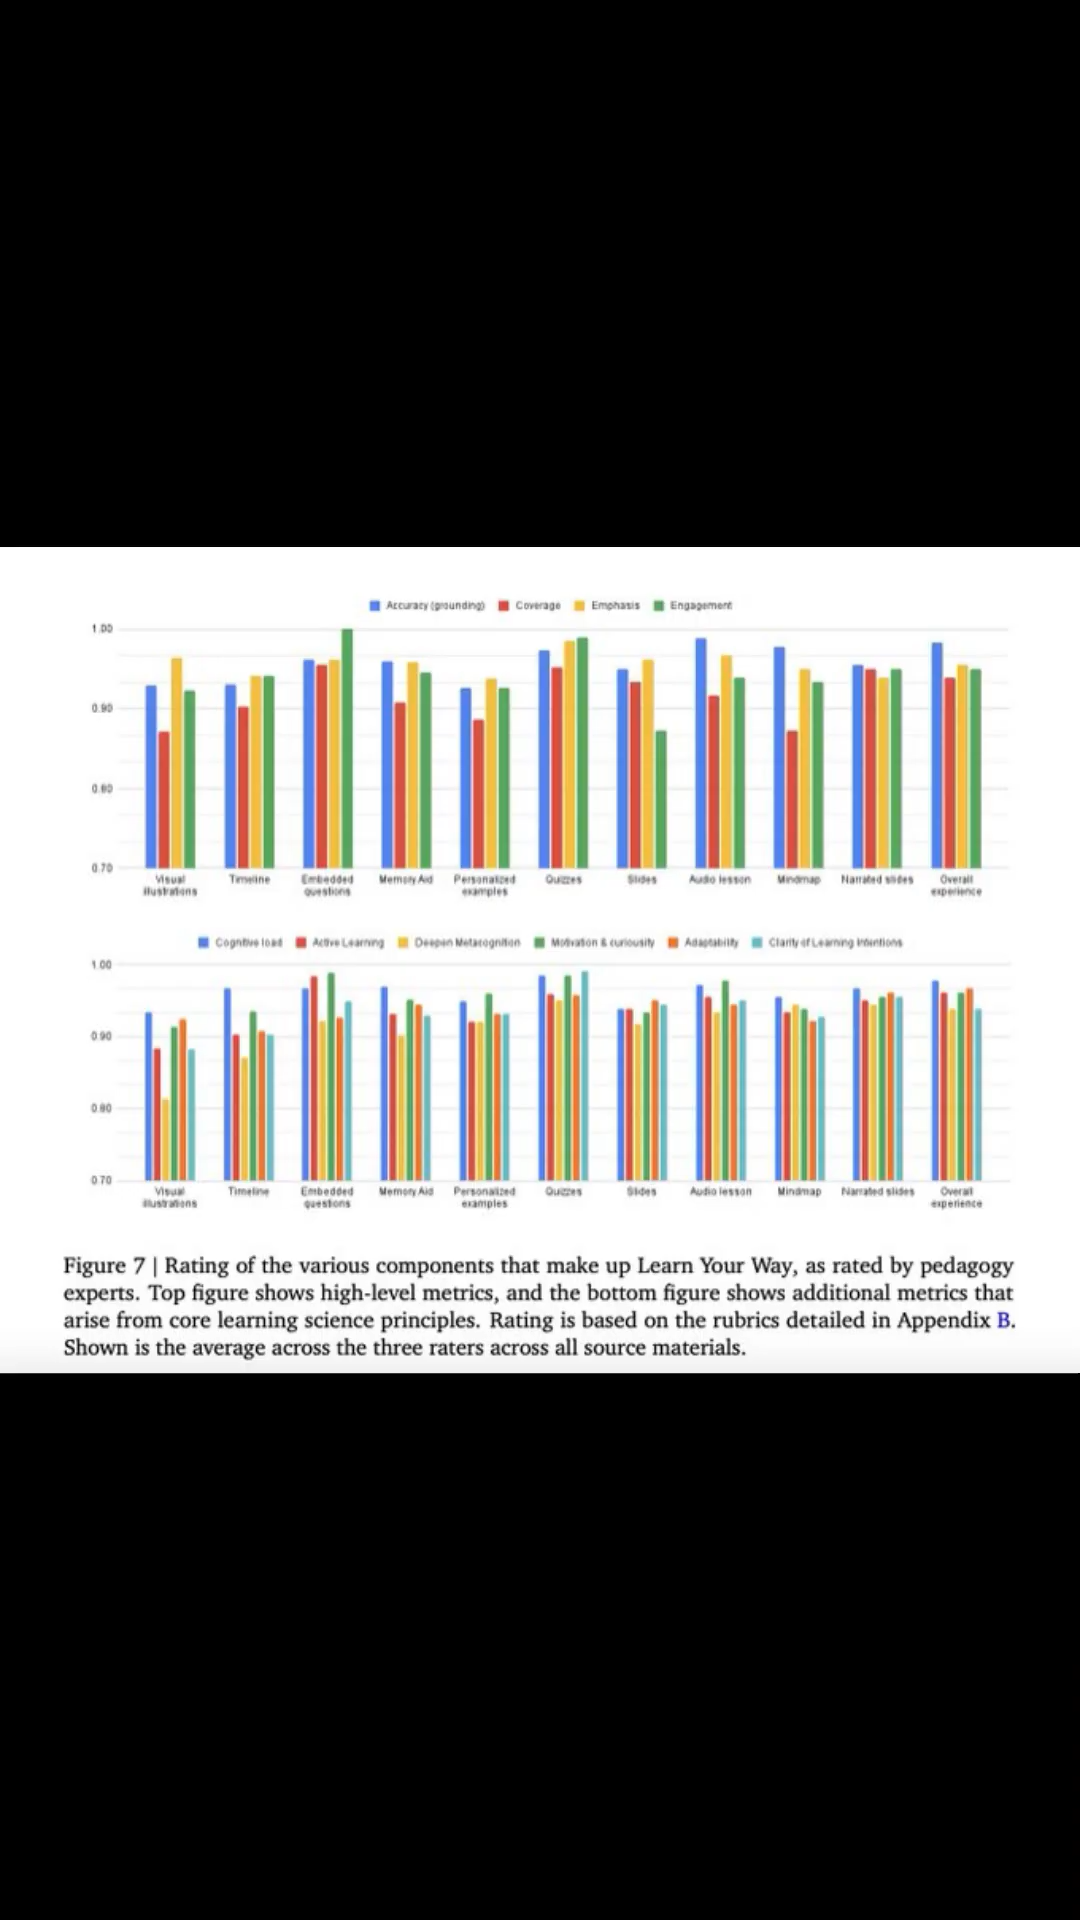 Accuracy (grounding) Coverage Emphasis Engagement
1.00
0.90
0.80
0.70
Visual illustrations Timeline Embedded questions Memory Aid Personalized examples Quizzes Slides Audio lesson Mindmap Narrated slides Overall experience
Cognitive load Active Learning Deepen Metacognition Motivation & curiousity Adaptability Clarity of Learning Intentions
1.00
0.90
0.80
0.70
Visual illustrations Timeline Embedded questions Memory Aid Personalized examples Quizzes Slides Audio lesson Mindmap Narrated slides Overall experience
Figure 7 | Rating of the various components that make up Learn Your Way, as rated by pedagogy
experts. Top figure shows high-level metrics, and the bottom figure shows additional metrics that
arise from core learning science principles. Rating is based on the rubrics detailed in Appendix B.
Shown is the average across the three raters across all source materials.